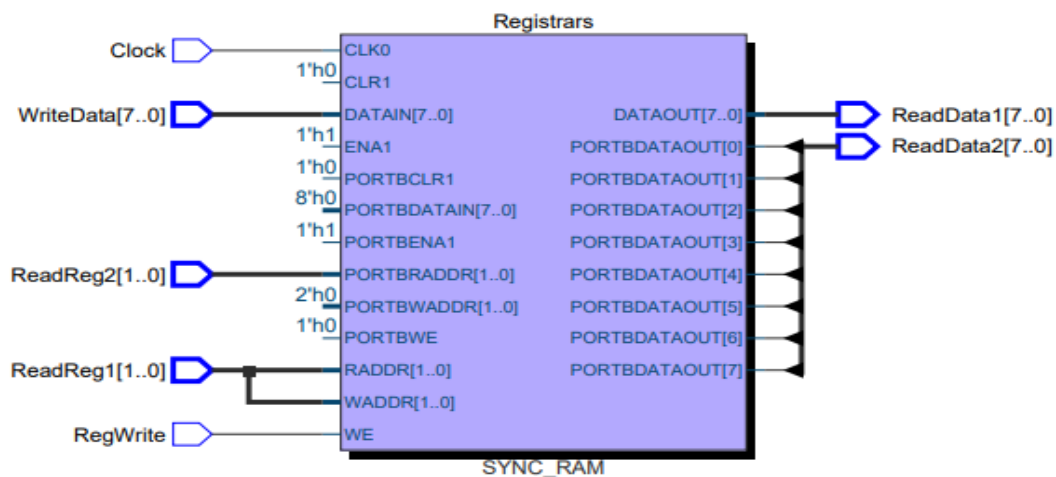 Registrars
Clock
CLK0
1'h0
CLR1
WriteData[7..0]
DATAIN[7..0]
DATAOUT[7..0]
ReadData1[7..0]
1'h1
ENA1
PORTBDATAOUT[0]
ReadData2[7..0]
1'h0
PORTBCLR1
PORTBDATAOUT[1]
8'h0
PORTBDATAIN[7..0]
PORTBDATAOUT[2]
1'h1
PORTBENA1
PORTBDATAOUT[3]
ReadReg2[1..0]
PORTBRADDR[1..0]
PORTBDATAOUT[4]
2'h0
PORTBWADDR[1..0]
PORTBDATAOUT[5]
1'h0
PORTBWE
PORTBDATAOUT[6]
ReadReg1[1..0]
RADDR[1..0]
PORTBDATAOUT[7]
WADDR[1..0]
RegWrite
WE
SYNC_RAM